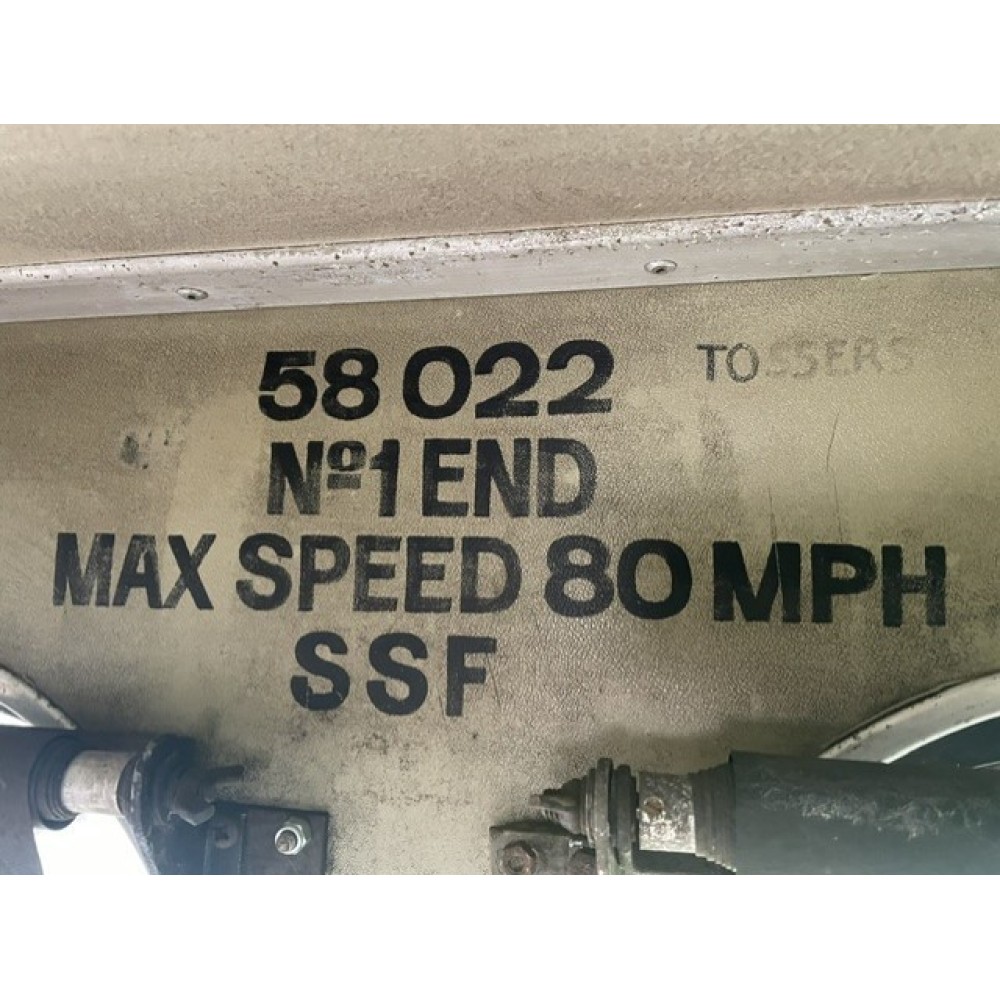 58 022 TOSSERS
Nº1 END
MAX SPEED 80 MPH
SSF